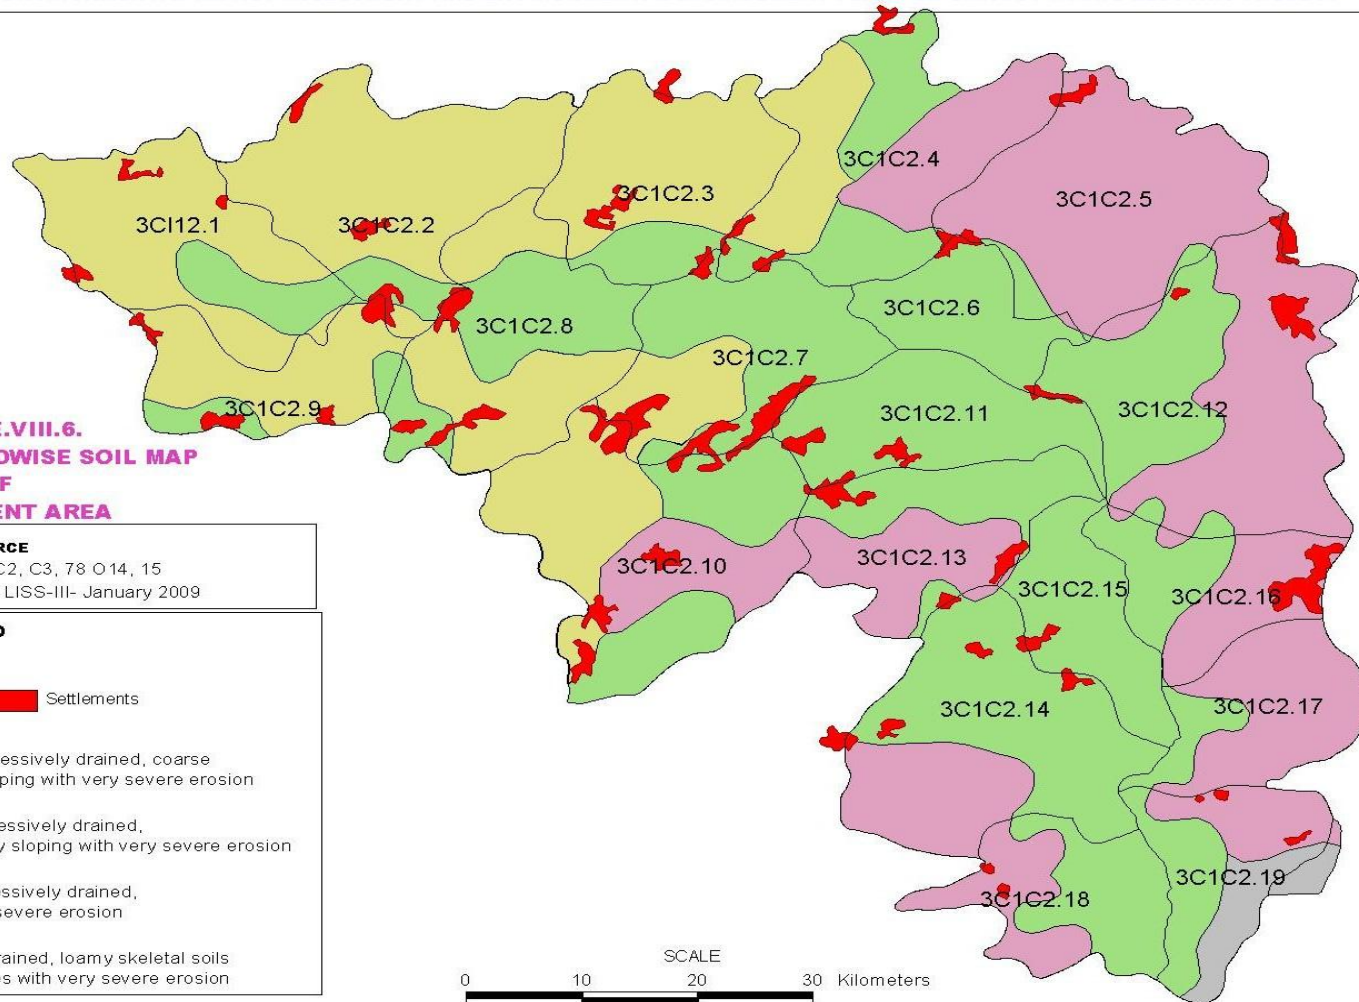 3C1C2.4
3C1C2.5
3C1C2.3
3CI12.1
3C1C2.2
3C1C2.6
3C1C2.8
3C1C2.7
3C1C2.9
3C1C2.11
3C1C2.12
.VIII.6.
OWISE SOIL MAP
F
ENT AREA
RCE
C2, C3, 78 O 14, 15
LISS-III- January 2009
3C1C2.10
3C1C2.13
3C1C2.15
3C1C2.16
3C1C2.14
3C1C2.17
3C1C2.19
3C1C2.18
Settlements
essively drained, coarse
ping with very severe erosion
essively drained,
y sloping with very severe erosion
ssively drained,
severe erosion
rained, loamy skeletal soils
es with very severe erosion
SCALE
0 10 20 30 Kilometers